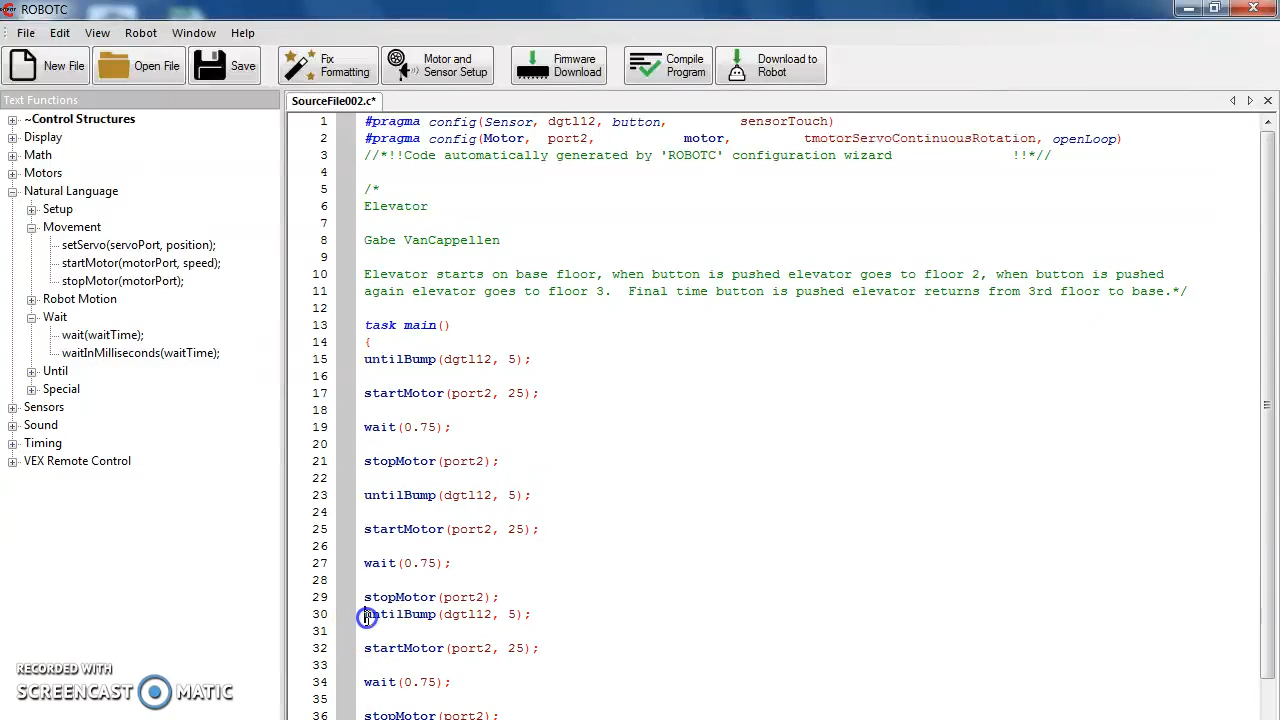 ROBOTC
File Edit View Robot Window Help
New File Open File Save Fix Formatting Motor and Sensor Setup Firmware Download Compile Program Download to Robot
Text Functions
~Control Structures
Display
Math
Motors
Natural Language
Setup
Movement
setServo(servoPort, position);
startMotor(motorPort, speed);
stopMotor(motorPort);
Robot Motion
Wait
wait(waitTime);
waitInMilliseconds(waitTime);
Until
Special
Sensors
Sound
Timing
VEX Remote Control
SourceFile002.c*
1 #pragma config(Sensor, dgtl12, button, sensorTouch)
2 #pragma config(Motor, port2, motor, tmotorServoContinuousRotation, openLoop)
3 //*!!Code automatically generated by 'ROBOTC' configuration wizard !!*//
4
5 /*
6 Elevator
7
8 Gabe VanCappellen
9
10 Elevator starts on base floor, when button is pushed elevator goes to floor 2, when button is pushed
11 again elevator goes to floor 3. Final time button is pushed elevator returns from 3rd floor to base.*/
12
13 task main()
14 {
15 untilBump(dgtl12, 5);
16
17 startMotor(port2, 25);
18
19 wait(0.75);
20
21 stopMotor(port2);
22
23 untilBump(dgtl12, 5);
24
25 startMotor(port2, 25);
26
27 wait(0.75);
28
29 stopMotor(port2);
30 untilBump(dgtl12, 5);
31
32 startMotor(port2, 25);
33
34 wait(0.75);
35
36 stopMotor(port2);
RECORDED WITH
SCREENCAST MATIC